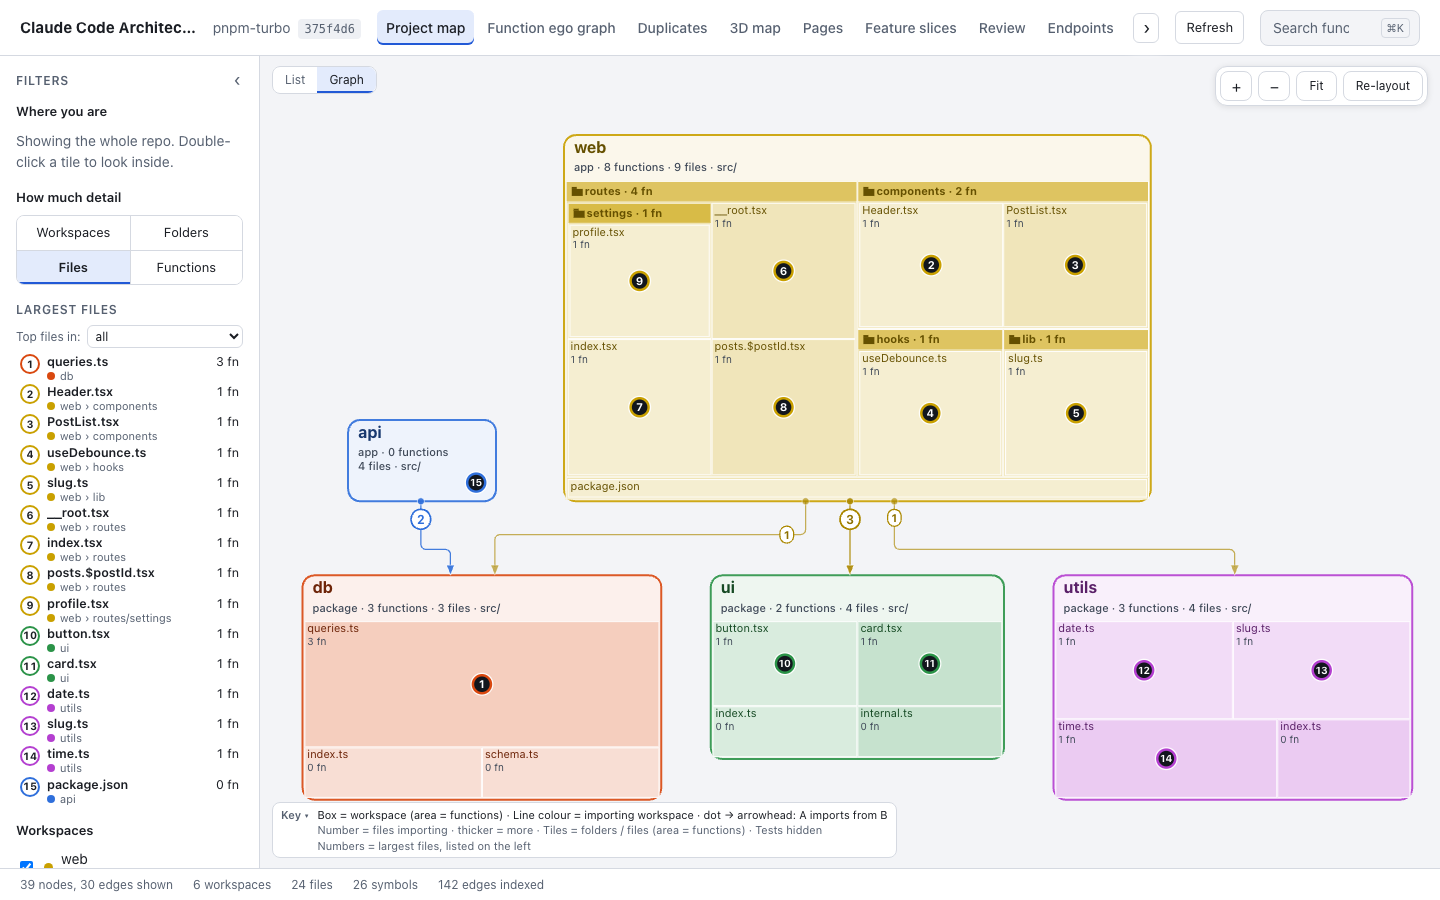 Claude Code Architec...
pnpm-turbo 375f4d6
Project map
Function ego graph
Duplicates
3D map
Pages
Feature slices
Review
Endpoints
›
Refresh
Search func ⌘K
FILTERS ‹
Where you are
Showing the whole repo. Double-
click a tile to look inside.
How much detail
Workspaces
Folders
Files
Functions
LARGEST FILES
Top files in: all
1 queries.ts 3 fn
db
2 Header.tsx 1 fn
web › components
3 PostList.tsx 1 fn
web › components
4 useDebounce.ts 1 fn
web › hooks
5 slug.ts 1 fn
web › lib
6 __root.tsx 1 fn
web › routes
7 index.tsx 1 fn
web › routes
8 posts.$postId.tsx 1 fn
web › routes
9 profile.tsx 1 fn
web › routes/settings
10 button.tsx 1 fn
ui
11 card.tsx 1 fn
ui
12 date.ts 1 fn
utils
13 slug.ts 1 fn
utils
14 time.ts 1 fn
utils
15 package.json 0 fn
api
Workspaces
web
List
Graph
+
−
Fit
Re-layout
web
app · 8 functions · 9 files · src/
routes · 4 fn
components · 2 fn
settings · 1 fn
profile.tsx
1 fn
9
__root.tsx
1 fn
6
Header.tsx
1 fn
2
PostList.tsx
1 fn
3
index.tsx
1 fn
7
posts.$postId.tsx
1 fn
8
hooks · 1 fn
useDebounce.ts
1 fn
4
lib · 1 fn
slug.ts
1 fn
5
package.json
api
app · 0 functions
4 files · src/
15
2
1
3
1
db
package · 3 functions · 3 files · src/
queries.ts
3 fn
1
index.ts
0 fn
schema.ts
0 fn
ui
package · 2 functions · 4 files · src/
button.tsx
1 fn
10
card.tsx
1 fn
11
index.ts
0 fn
internal.ts
0 fn
utils
package · 3 functions · 4 files · src/
date.ts
1 fn
12
slug.ts
1 fn
13
time.ts
1 fn
14
index.ts
0 fn
Key ▾ Box = workspace (area = functions) · Line colour = importing workspace · dot → arrowhead: A imports from B
Number = files importing · thicker = more · Tiles = folders / files (area = functions) · Tests hidden
Numbers = largest files, listed on the left
39 nodes, 30 edges shown
6 workspaces
24 files
26 symbols
142 edges indexed